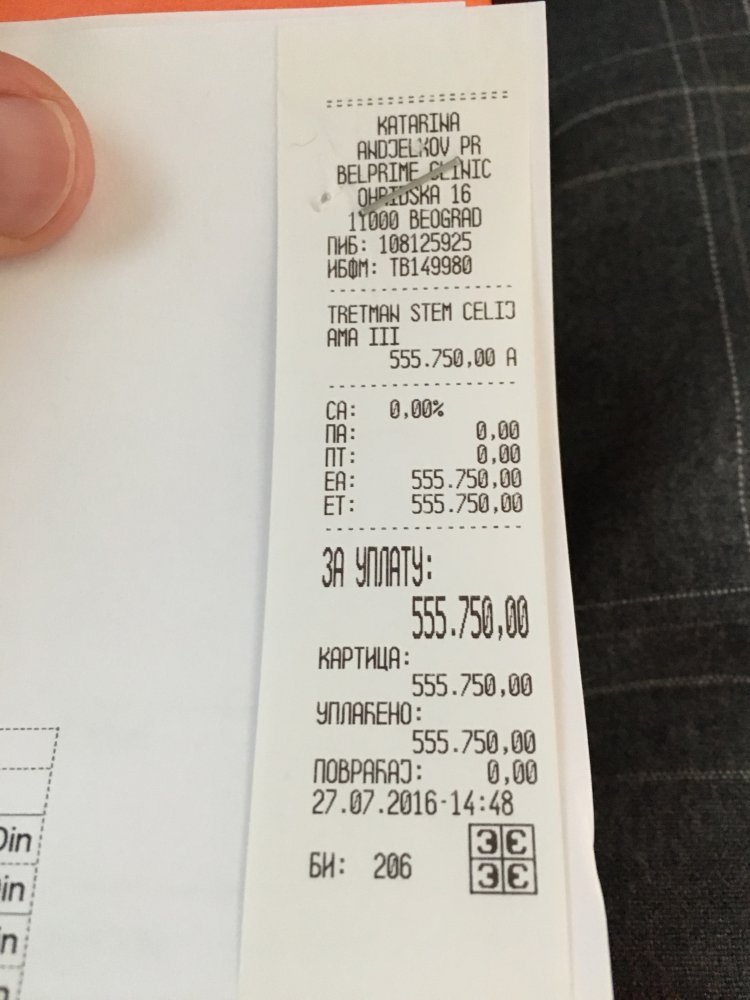 KATARINA
ANDJELKOV PR
BELPRIME CLINIC
OHRIDSKA 16
11000 BEOGRAD
ПИБ: 108125925
ИБФМ: TB149980
TRETMAN STEM CELIJ
AMA III
555.750,00 A
СА: 0,00%
ПА: 0,00
ПТ: 0,00
ЕА: 555.750,00
ЕТ: 555.750,00
ЗА УПЛАТУ:
555.750,00
КАРТИЦА:
555.750,00
УПЛАЋЕНО:
555.750,00
ПОВРАЋАЈ: 0,00
27.07.2016-14:48
БИ: 206
Din
in
n